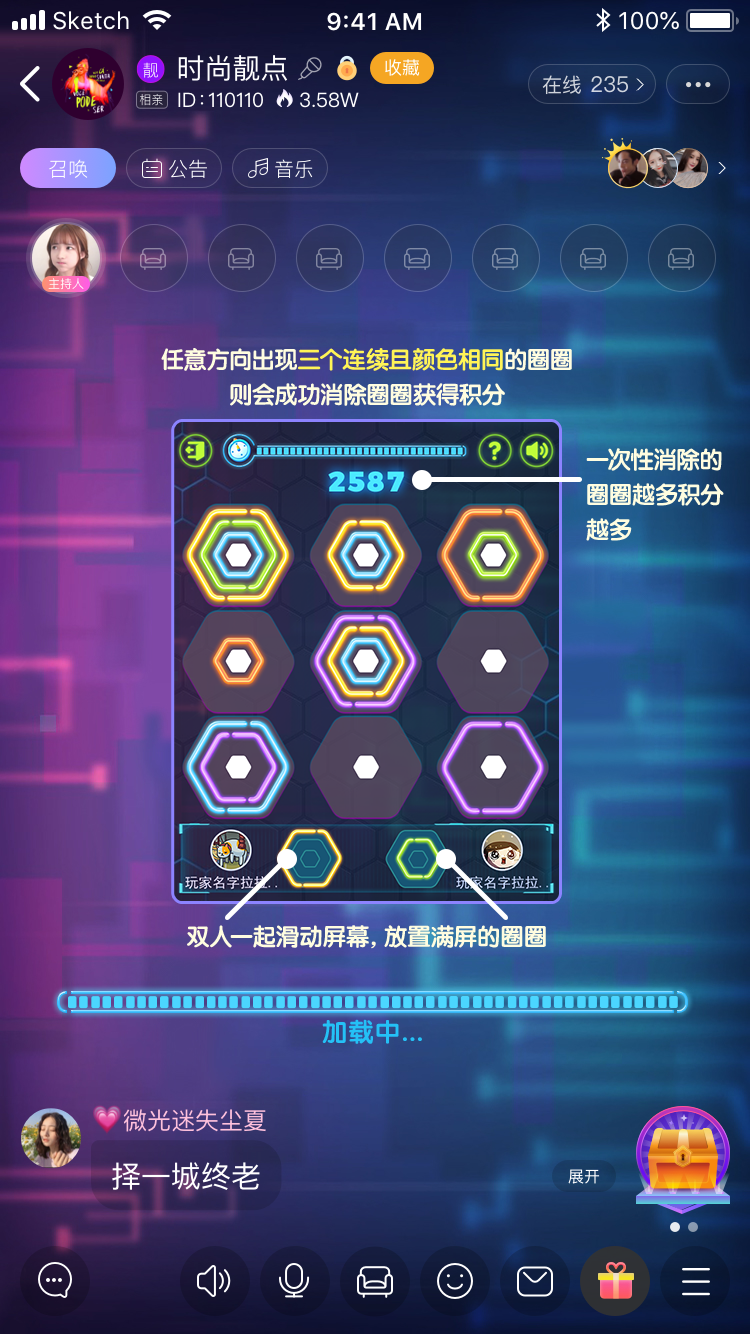 Sketch
9:41 AM
100%
靓
时尚靓点
收藏
相亲
ID:110110
3.58W
在线 235
召唤
公告
音乐
主持人
任意方向出现三个连续且颜色相同的圈圈
则会成功消除圈圈获得积分
?
2587
一次性消除的
圈圈越多积分
越多
玩家名字拉拉..
玩家名字拉拉..
双人一起滑动屏幕,放置满屏的圈圈
加载中...
微光迷失尘夏
择一城终老
展开